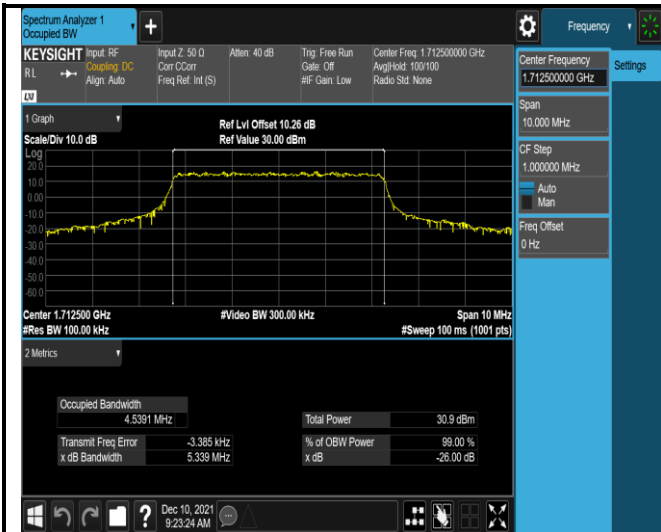 Spectrum Analyzer 1
Occupied BW
+
Frequency
KEYSIGHT
RL
LXI
Input: RF
Coupling: DC
Align: Auto
Input Z: 50 Ω
Corr CCorr
Freq Ref: Int (S)
Atten: 40 dB
Trig: Free Run
Gate: Off
#IF Gain: Low
Center Freq: 1.712500000 GHz
Avg|Hold: 100/100
Radio Std: None
Center Frequency
1.712500000 GHz
Settings
Span
10.000 MHz
CF Step
1.000000 MHz
Auto
Man
Freq Offset
0 Hz
1 Graph
Scale/Div 10.0 dB
Ref Lvl Offset 10.26 dB
Ref Value 30.00 dBm
Log
20.0
10.0
0.00
-10.0
-20.0
-30.0
-40.0
-50.0
-60.0
Center 1.712500 GHz
#Res BW 100.00 kHz
#Video BW 300.00 kHz
Span 10 MHz
#Sweep 100 ms (1001 pts)
2 Metrics
Occupied Bandwidth
4.5391 MHz
Total Power 30.9 dBm
Transmit Freq Error -3.385 kHz
% of OBW Power 99.00 %
x dB Bandwidth 5.339 MHz
x dB -26.00 dB
?
Dec 10, 2021
9:23:24 AM